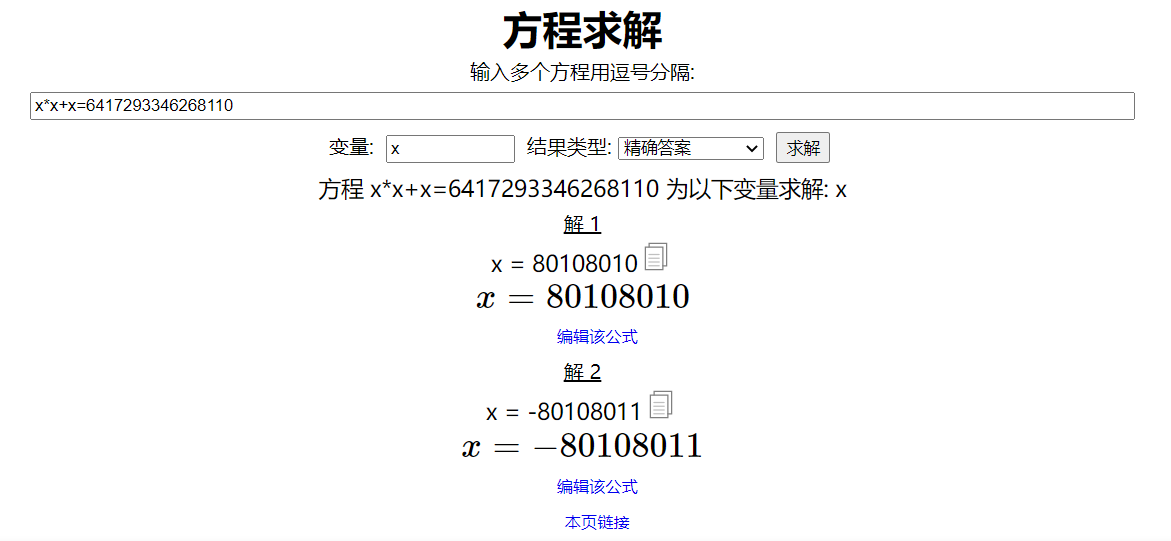 方程求解
输入多个方程用逗号分隔:
x*x+x=6417293346268110
变量: x 结果类型: 精确答案 求解
方程 x*x+x=6417293346268110 为以下变量求解: x
解 1
x = 80108010
x = 80108010
编辑该公式
解 2
x = -80108011
x = −80108011
编辑该公式
本页链接